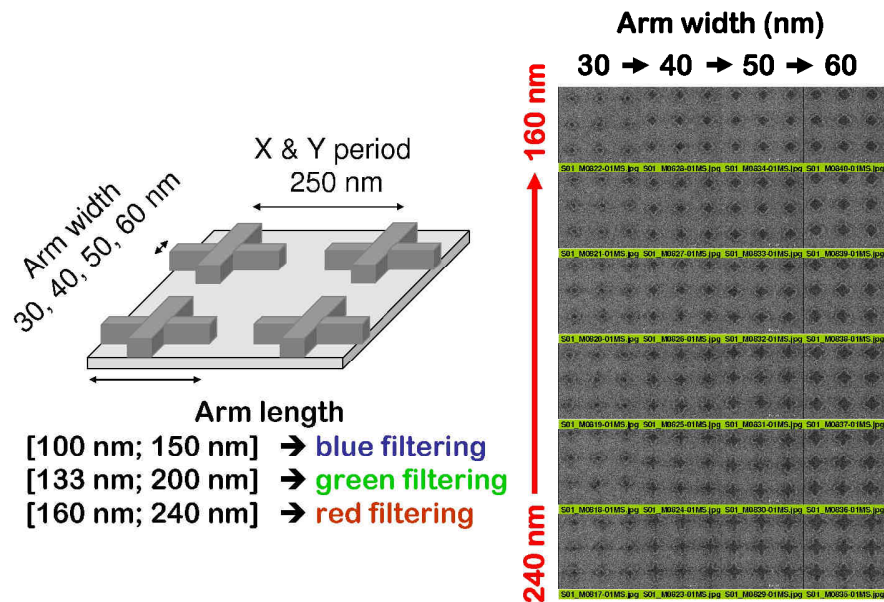 X & Y period
250 nm
Arm width
30, 40, 50, 60 nm
Arm length
[100 nm; 150 nm] ➔ blue filtering
[133 nm; 200 nm] ➔ green filtering
[160 nm; 240 nm] ➔ red filtering
Arm width (nm)
30 ➔ 40 ➔ 50 ➔ 60
160 nm
240 nm
S01_M0822-01MS.jpg S01_M0828-01MS.jpg S01_M0834-01MS.jpg S01_M0840-01MS.jpg
S01_M0821-01MS.jpg S01_M0827-01MS.jpg S01_M0833-01MS.jpg S01_M0839-01MS.jpg
S01_M0820-01MS.jpg S01_M0826-01MS.jpg S01_M0832-01MS.jpg S01_M0838-01MS.jpg
S01_M0819-01MS.jpg S01_M0825-01MS.jpg S01_M0831-01MS.jpg S01_M0837-01MS.jpg
S01_M0818-01MS.jpg S01_M0824-01MS.jpg S01_M0830-01MS.jpg S01_M0836-01MS.jpg
S01_M0817-01MS.jpg S01_M0823-01MS.jpg S01_M0829-01MS.jpg S01_M0835-01MS.jpg